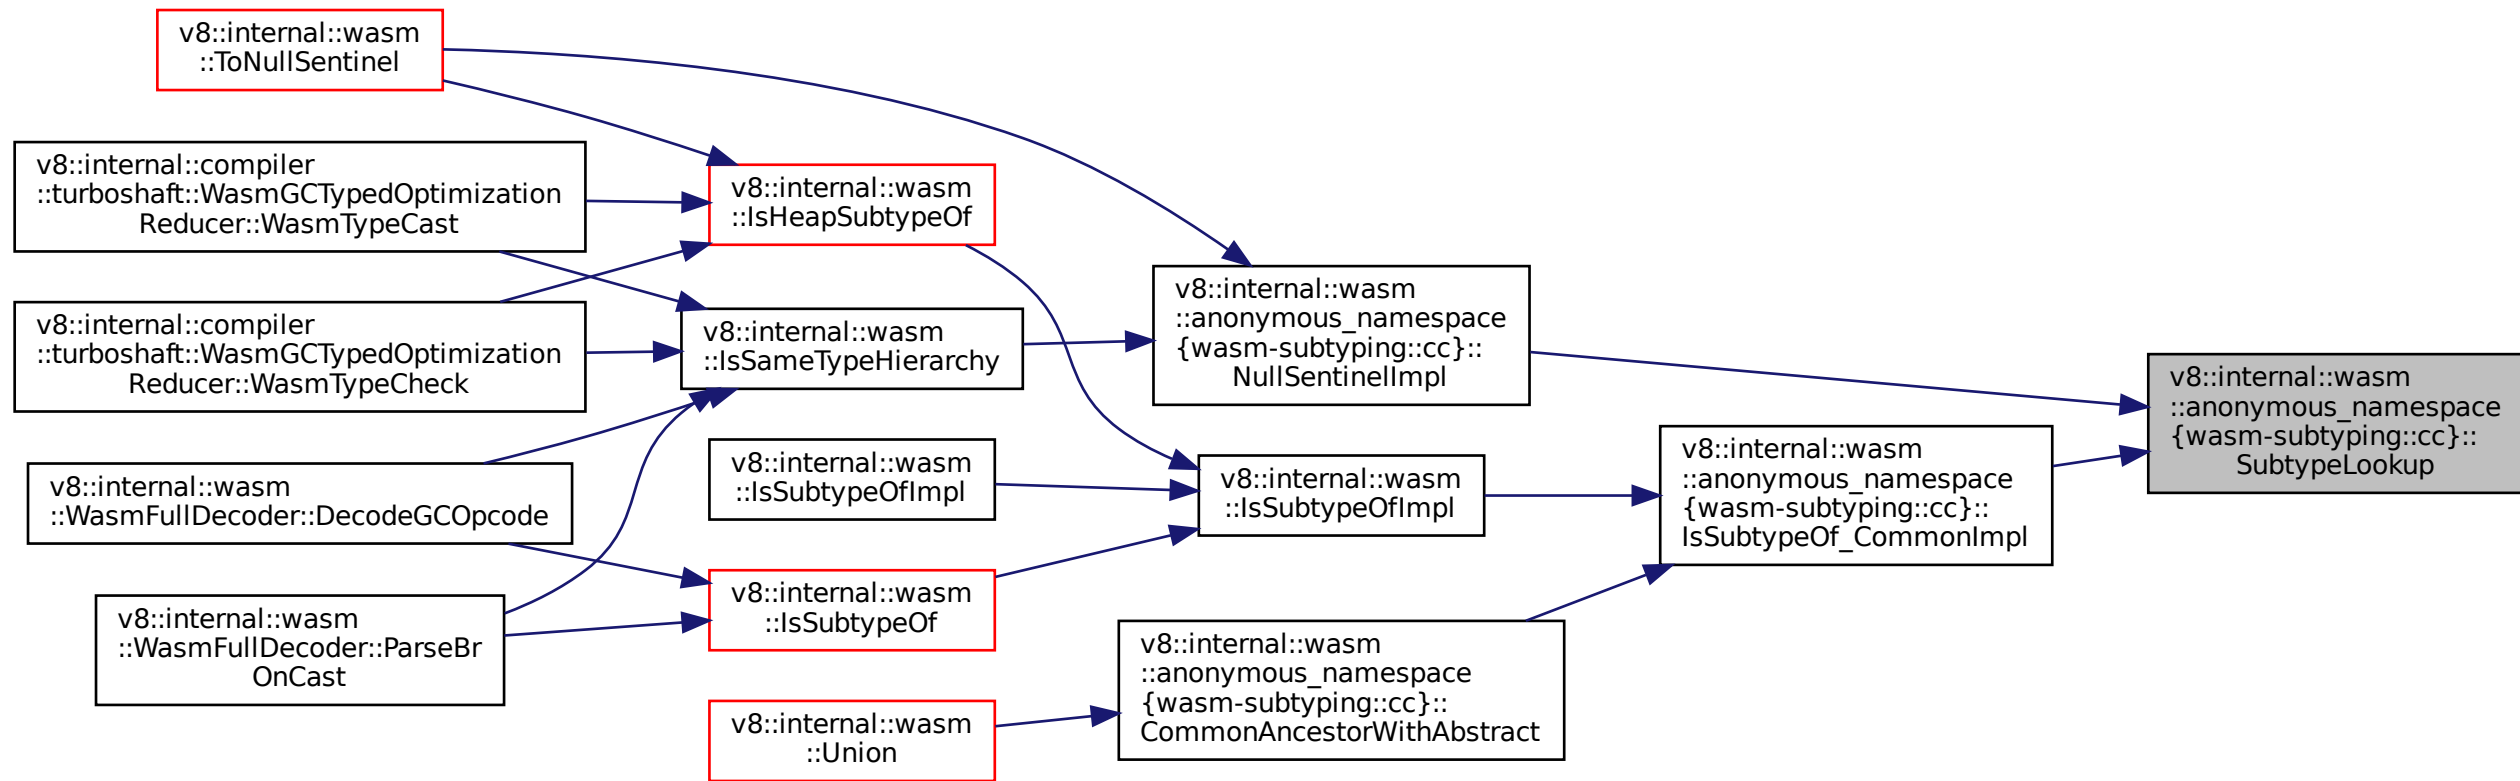 v8::internal::wasm
::ToNullSentinel
v8::internal::compiler
::turboshaft::WasmGCTypedOptimization
Reducer::WasmTypeCast
v8::internal::compiler
::turboshaft::WasmGCTypedOptimization
Reducer::WasmTypeCheck
v8::internal::wasm
::WasmFullDecoder::DecodeGCOpcode
v8::internal::wasm
::WasmFullDecoder::ParseBr
OnCast
v8::internal::wasm
::IsHeapSubtypeOf
v8::internal::wasm
::IsSameTypeHierarchy
v8::internal::wasm
::IsSubtypeOfImpl
v8::internal::wasm
::IsSubtypeOf
v8::internal::wasm
::Union
v8::internal::wasm
::anonymous_namespace
{wasm-subtyping::cc}::
NullSentinelImpl
v8::internal::wasm
::IsSubtypeOfImpl
v8::internal::wasm
::anonymous_namespace
{wasm-subtyping::cc}::
CommonAncestorWithAbstract
v8::internal::wasm
::anonymous_namespace
{wasm-subtyping::cc}::
IsSubtypeOf_CommonImpl
v8::internal::wasm
::anonymous_namespace
{wasm-subtyping::cc}::
SubtypeLookup